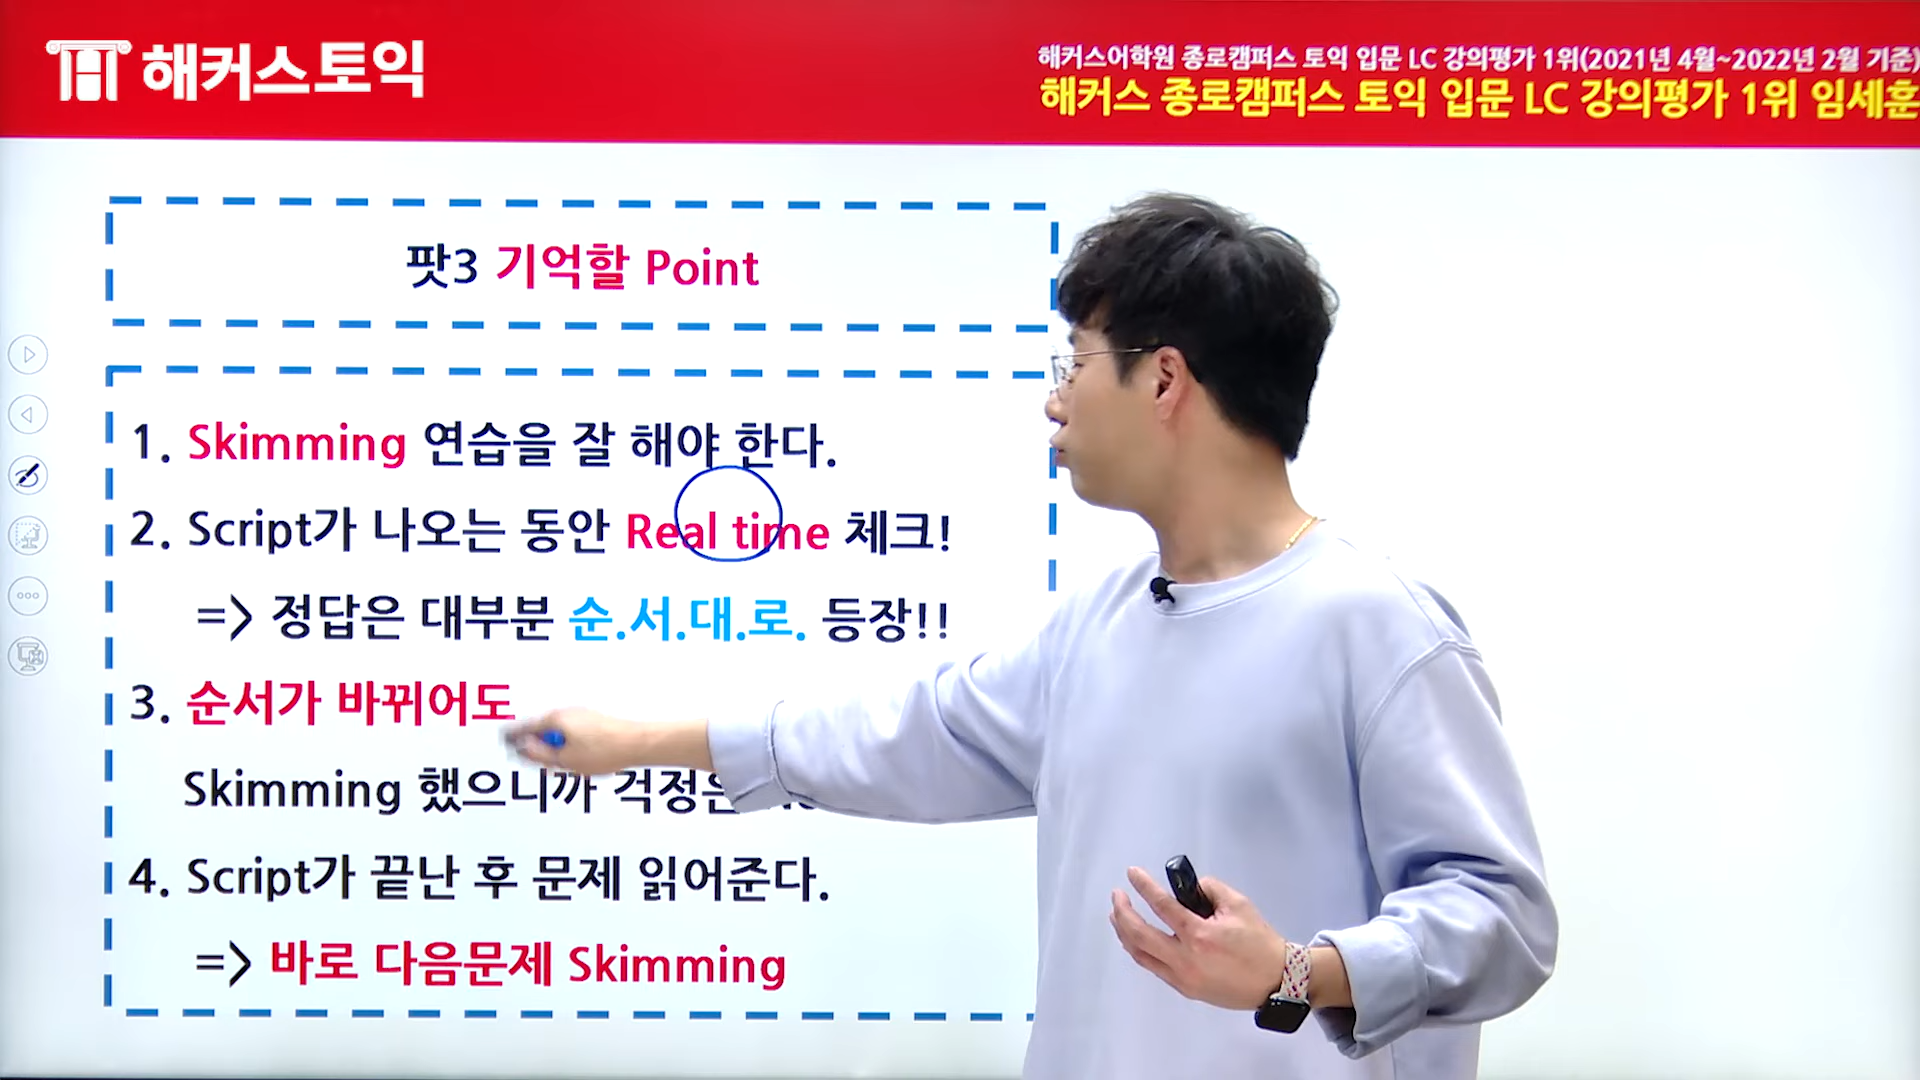 해커스토익
해커스어학원 종로캠퍼스 토익 입문 LC 강의평가 1위(2021년 4월~2022년 2월 기준)
해커스 종로캠퍼스 토익 입문 LC 강의평가 1위 임세훈
팟3 기억할 Point
1. Skimming 연습을 잘 해야 한다.
2. Script가 나오는 동안 Real time 체크!
=> 정답은 대부분 순.서.대.로. 등장!!
3. 순서가 바뀌어도
Skimming 했으니까 걱정은
4. Script가 끝난 후 문제 읽어준다.
=> 바로 다음문제 Skimming